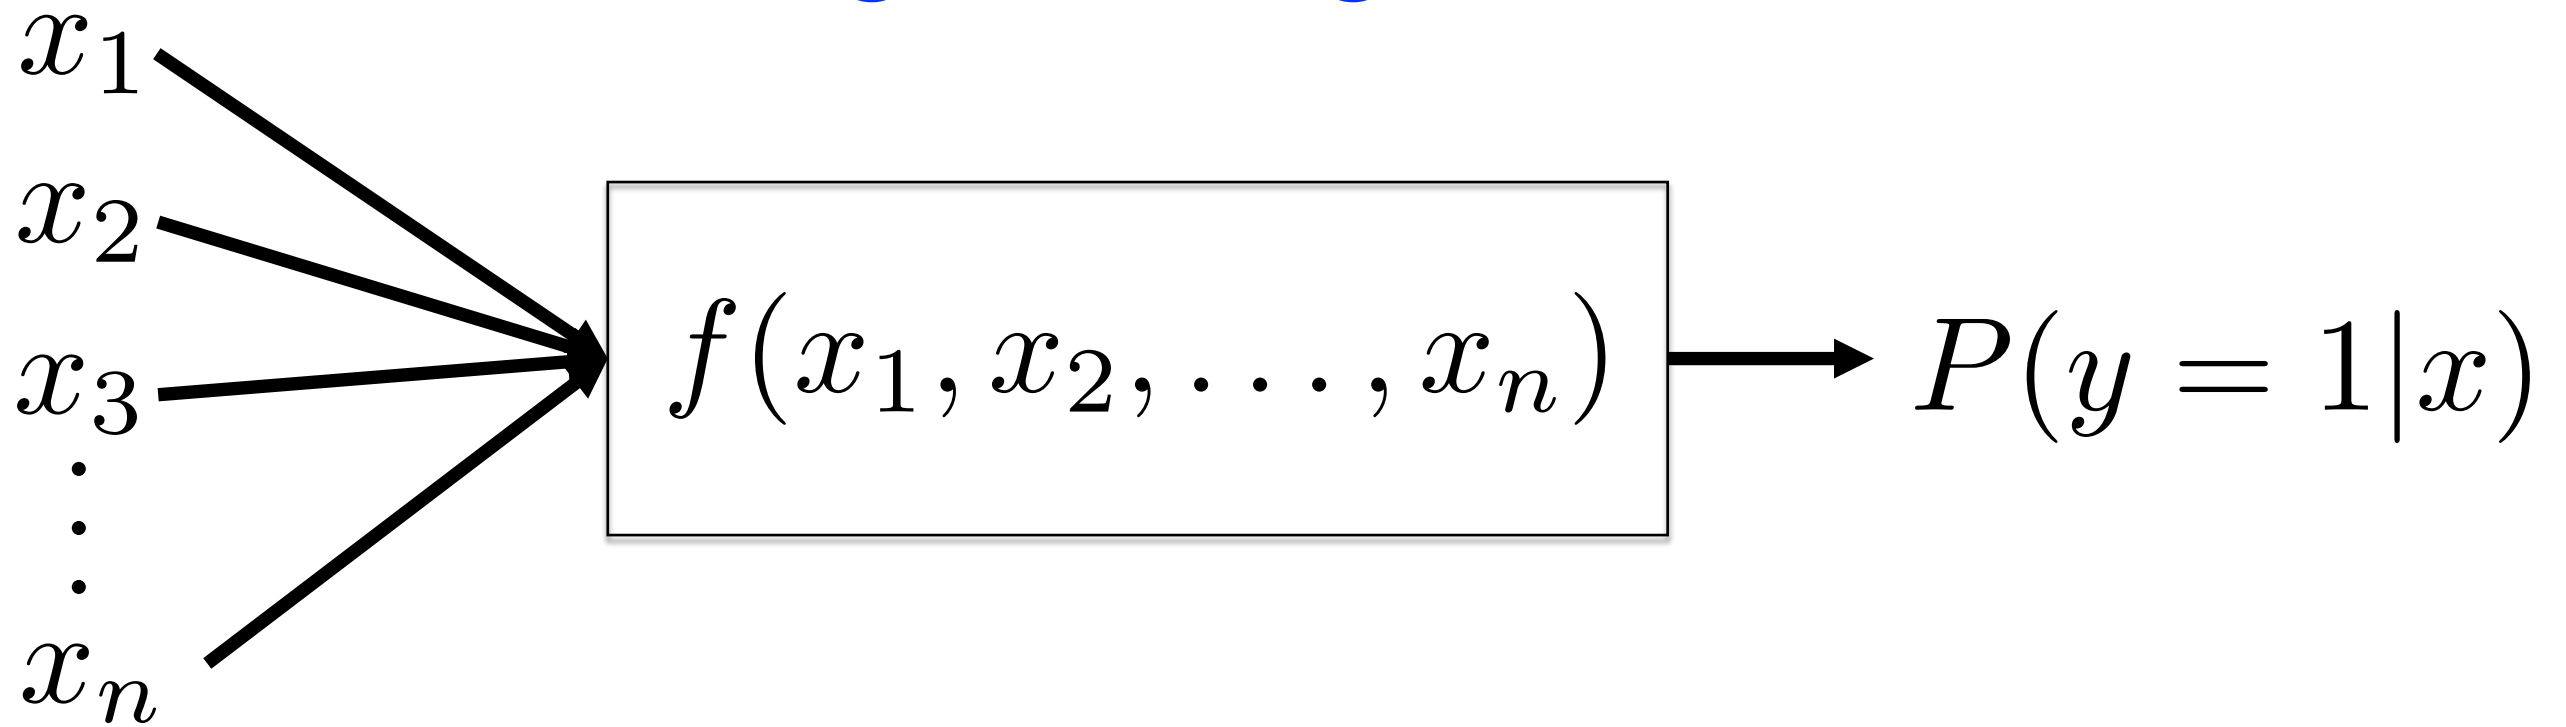 x_1
x_2
x_3
.
.
.
x_n
f(x_1, x_2, . . . , x_n)
P(y = 1|x)